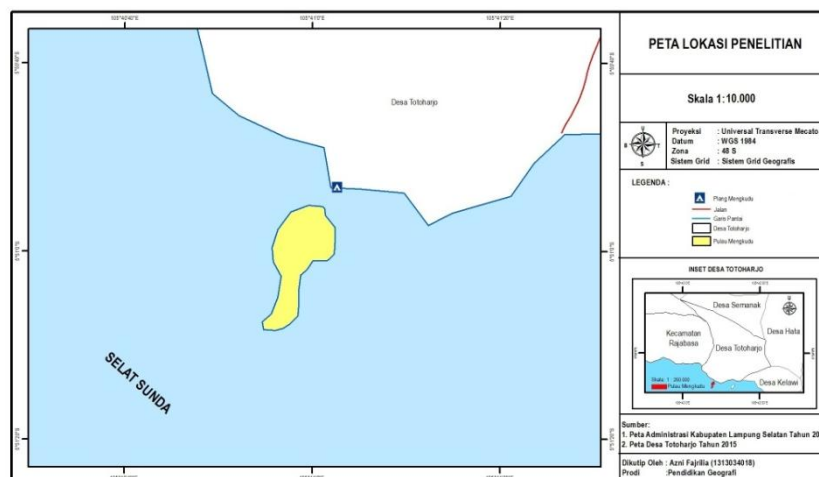 Desa Totoharjo
SELAT SUNDA
PETA LOKASI PENELITIAN
Skala 1:10.000
Proyeksi : Universal Transverse Mecato
Datum : WGS 1984
Zona : 48 S
Sistem Grid : Sistem Grid Geografis
LEGENDA :
Plang Mengkudu
Jalan
Garis Pantai
Desa Totoharjo
Pulau Mengkudu
INSET DESA TOTOHARJO
Desa Semanak
Desa Hata
Kecamatan
Rajabasa
Desa Totoharjo
Desa Kelawi
Pulau Mengkudu
Sumber:
1. Peta Administrasi Kabupaten Lampung Selatan Tahun 20
2. Peta Desa Totoharjo Tahun 2015
Dikutip Oleh : Azni Fajrilia (1313034018)
Prodi :Pendidikan Geografi